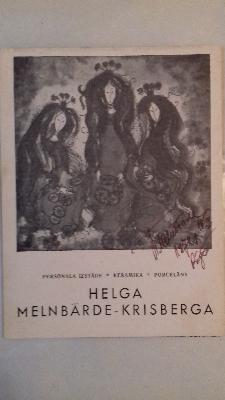 PERSONĀLA IZSTĀDE * KERAMIKA * PORCELĀNS
HELGA
MELNBĀRDE-KRISBERGA